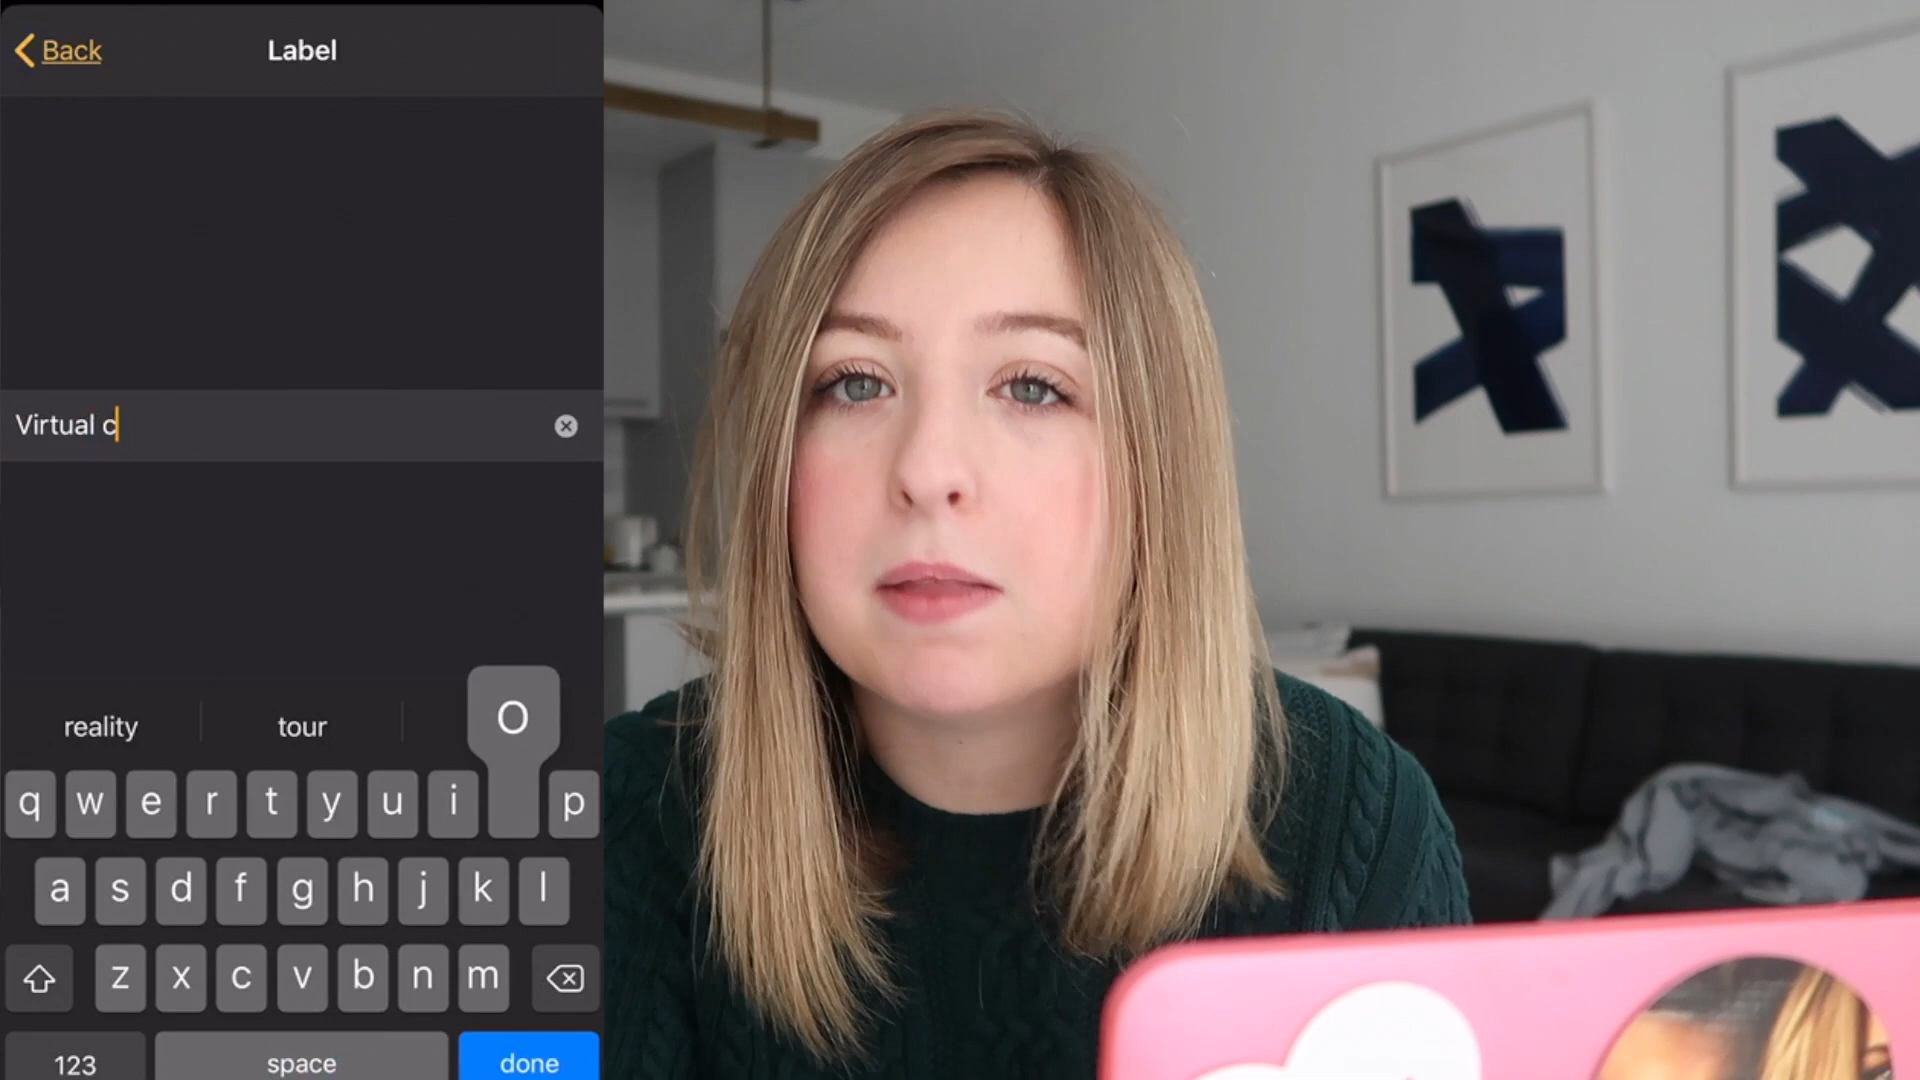 Back
Label
Virtual c
reality
tour
O
q w e r t y u i p
a s d f g h j k l
z x c v b n m
123
space
done